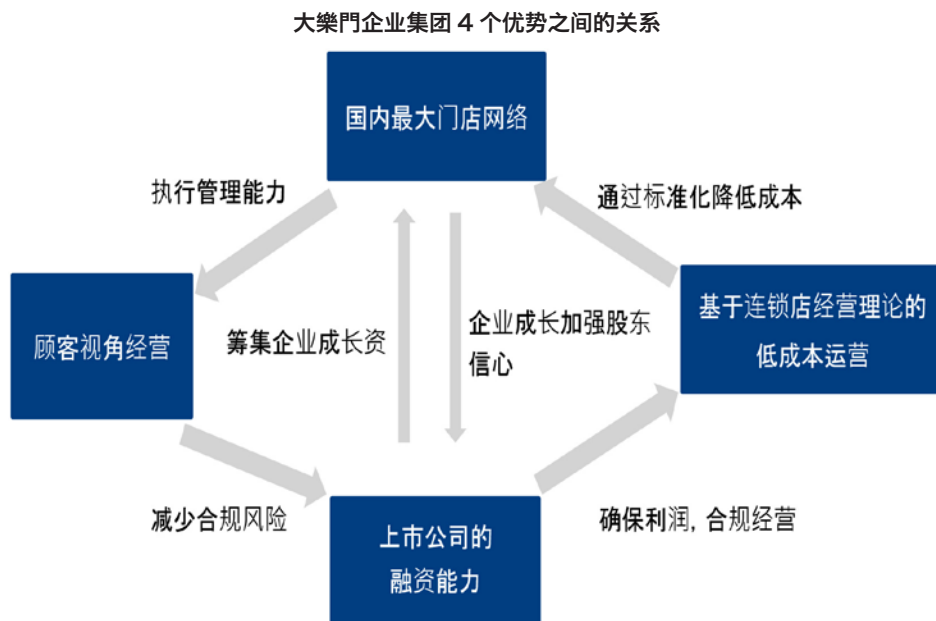 大樂門企业集团 4 个优势之间的关系
国内最大门店网络
执行管理能力
通过标准化降低成本
顾客视角经营
筹集企业成长资
企业成长加强股东
信心
基于连锁店经营理论的
低成本运营
减少合规风险
上市公司的
融资能力
确保利润, 合规经营